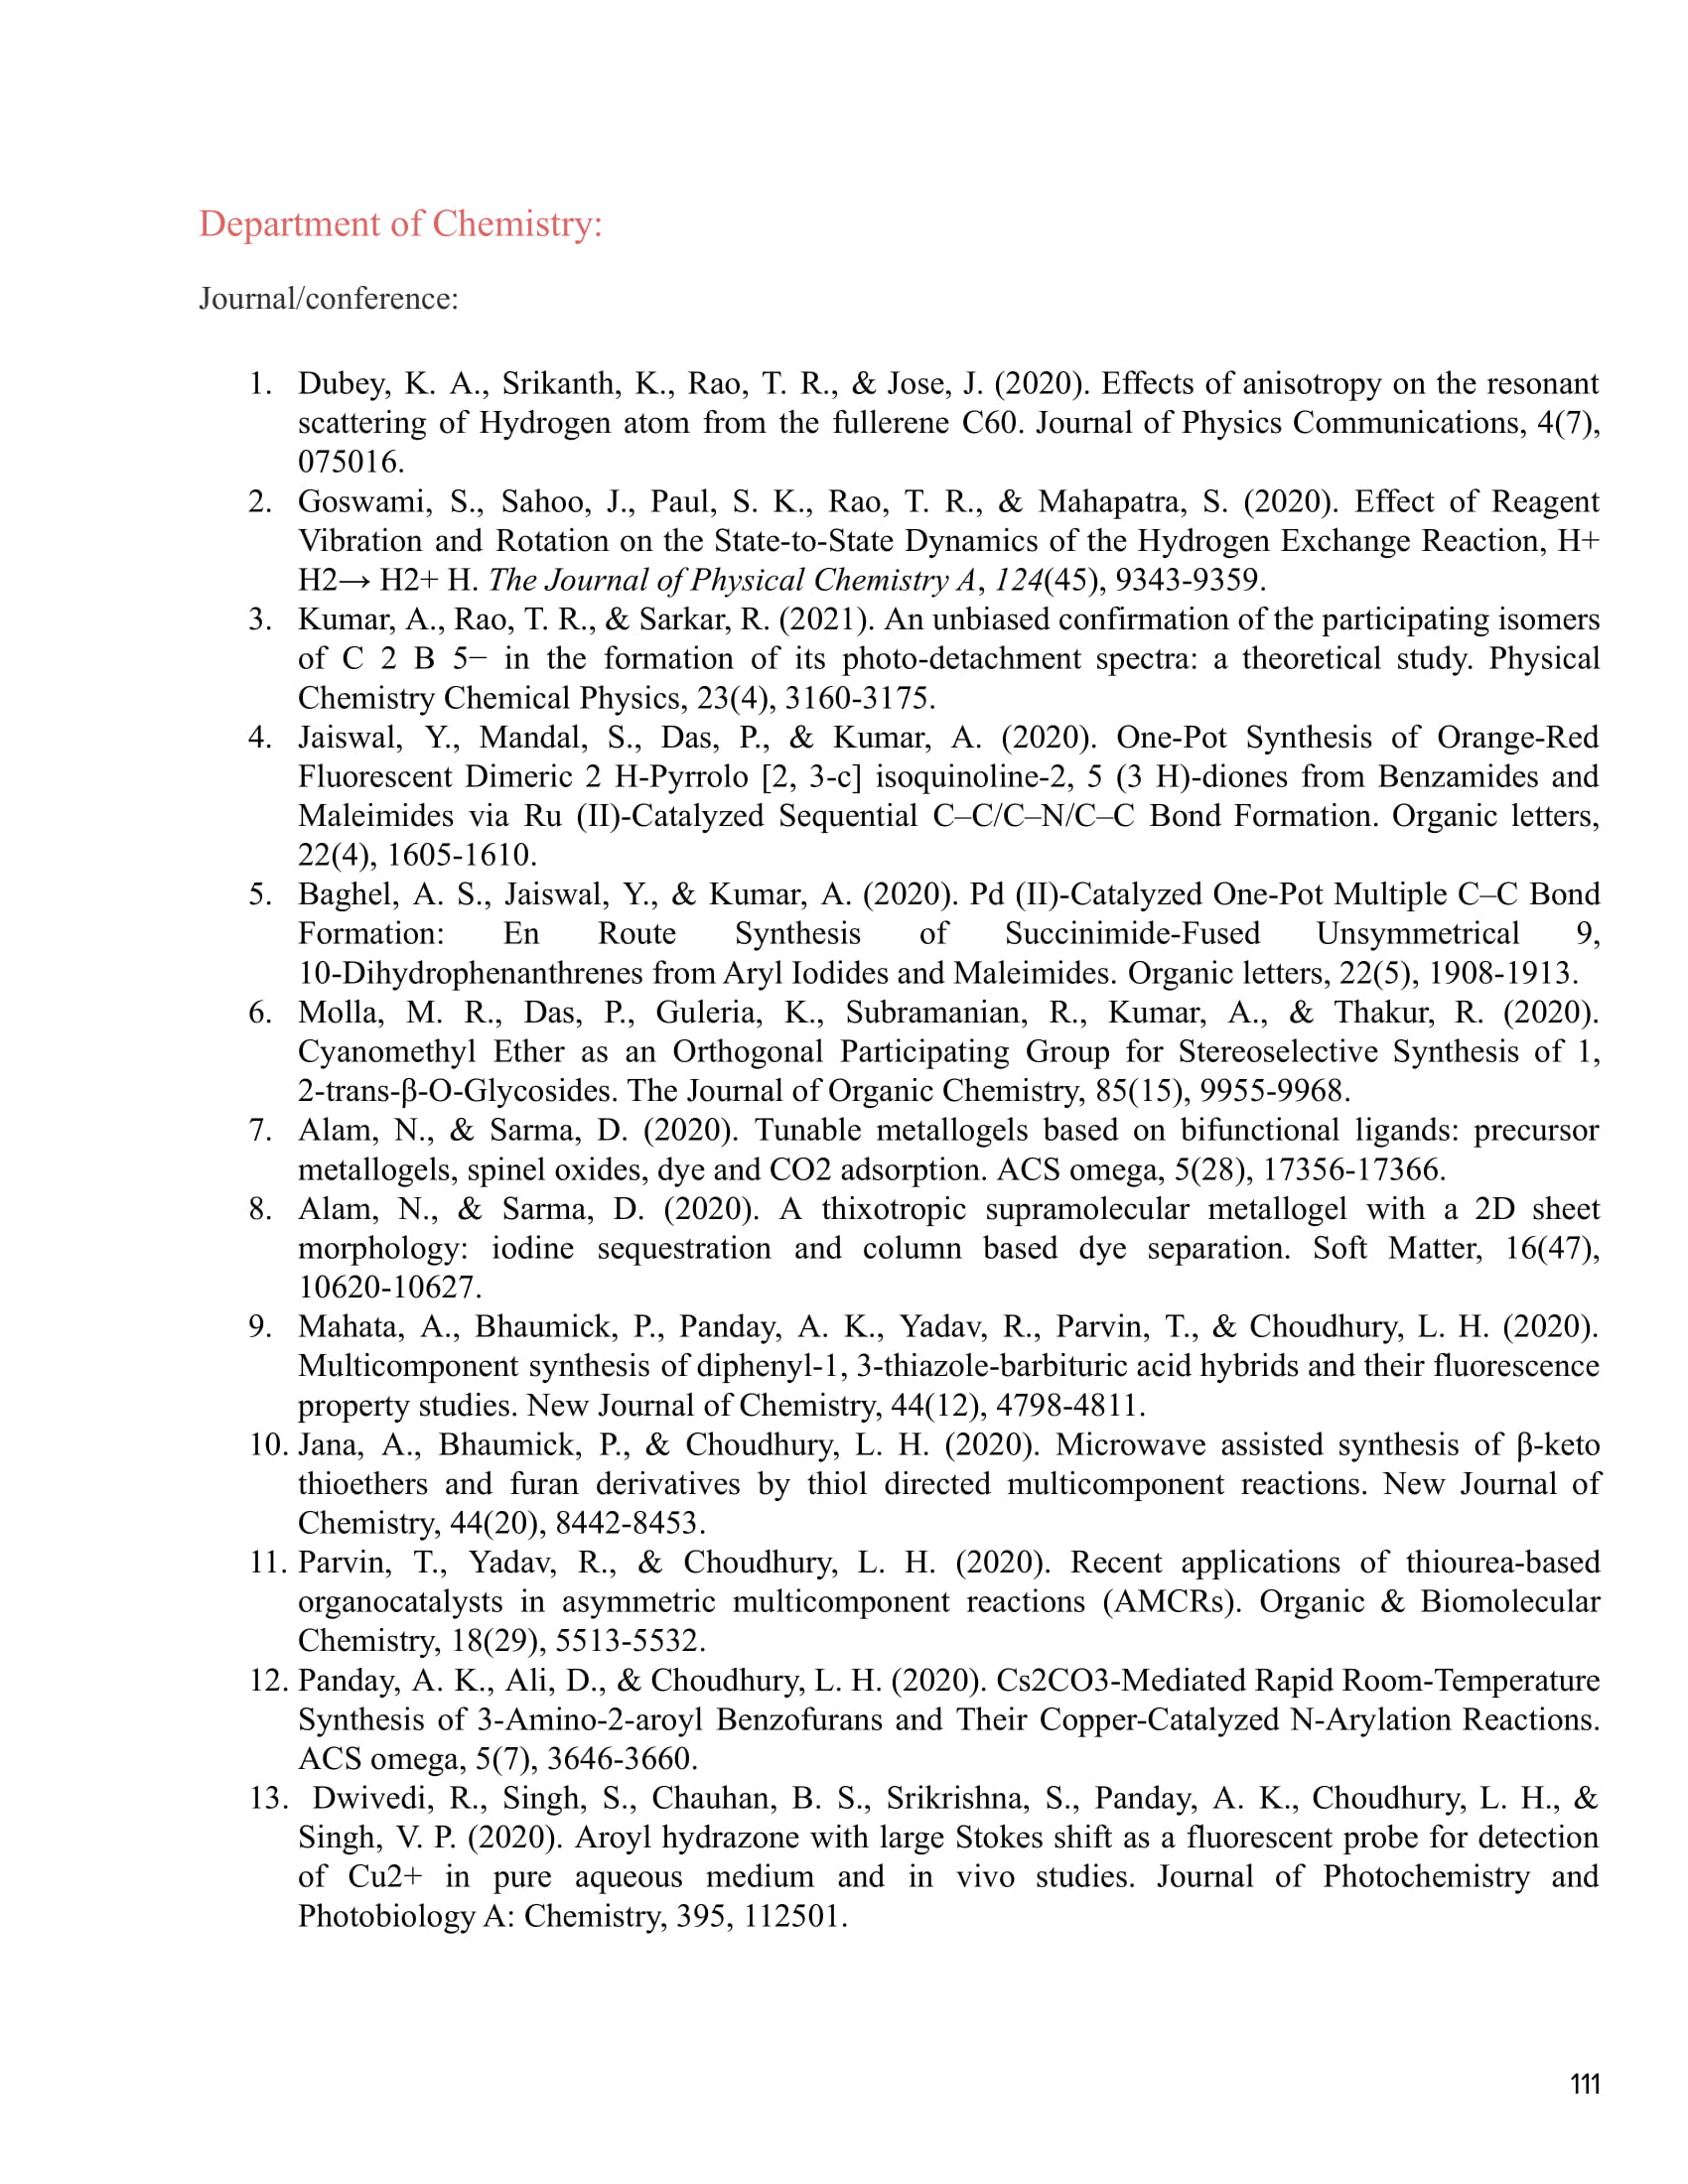 Department of Chemistry:
Journal/conference:
1. Dubey, K. A., Srikanth, K., Rao, T. R., & Jose, J. (2020). Effects of anisotropy on the resonant
scattering of Hydrogen atom from the fullerene C60. Journal of Physics Communications, 4(7),
075016.
2. Goswami, S., Sahoo, J., Paul, S. K., Rao, T. R., & Mahapatra, S. (2020). Effect of Reagent
Vibration and Rotation on the State-to-State Dynamics of the Hydrogen Exchange Reaction, H+
H2→ H2+ H. The Journal of Physical Chemistry A, 124(45), 9343-9359.
3. Kumar, A., Rao, T. R., & Sarkar, R. (2021). An unbiased confirmation of the participating isomers
of C 2 B 5− in the formation of its photo-detachment spectra: a theoretical study. Physical
Chemistry Chemical Physics, 23(4), 3160-3175.
4. Jaiswal, Y., Mandal, S., Das, P., & Kumar, A. (2020). One-Pot Synthesis of Orange-Red
Fluorescent Dimeric 2 H-Pyrrolo [2, 3-c] isoquinoline-2, 5 (3 H)-diones from Benzamides and
Maleimides via Ru (II)-Catalyzed Sequential C–C/C–N/C–C Bond Formation. Organic letters,
22(4), 1605-1610.
5. Baghel, A. S., Jaiswal, Y., & Kumar, A. (2020). Pd (II)-Catalyzed One-Pot Multiple C–C Bond
Formation: En Route Synthesis of Succinimide-Fused Unsymmetrical 9,
10-Dihydrophenanthrenes from Aryl Iodides and Maleimides. Organic letters, 22(5), 1908-1913.
6. Molla, M. R., Das, P., Guleria, K., Subramanian, R., Kumar, A., & Thakur, R. (2020).
Cyanomethyl Ether as an Orthogonal Participating Group for Stereoselective Synthesis of 1,
2-trans-β-O-Glycosides. The Journal of Organic Chemistry, 85(15), 9955-9968.
7. Alam, N., & Sarma, D. (2020). Tunable metallogels based on bifunctional ligands: precursor
metallogels, spinel oxides, dye and CO2 adsorption. ACS omega, 5(28), 17356-17366.
8. Alam, N., & Sarma, D. (2020). A thixotropic supramolecular metallogel with a 2D sheet
morphology: iodine sequestration and column based dye separation. Soft Matter, 16(47),
10620-10627.
9. Mahata, A., Bhaumick, P., Panday, A. K., Yadav, R., Parvin, T., & Choudhury, L. H. (2020).
Multicomponent synthesis of diphenyl-1, 3-thiazole-barbituric acid hybrids and their fluorescence
property studies. New Journal of Chemistry, 44(12), 4798-4811.
10. Jana, A., Bhaumick, P., & Choudhury, L. H. (2020). Microwave assisted synthesis of β-keto
thioethers and furan derivatives by thiol directed multicomponent reactions. New Journal of
Chemistry, 44(20), 8442-8453.
11. Parvin, T., Yadav, R., & Choudhury, L. H. (2020). Recent applications of thiourea-based
organocatalysts in asymmetric multicomponent reactions (AMCRs). Organic & Biomolecular
Chemistry, 18(29), 5513-5532.
12. Panday, A. K., Ali, D., & Choudhury, L. H. (2020). Cs2CO3-Mediated Rapid Room-Temperature
Synthesis of 3-Amino-2-aroyl Benzofurans and Their Copper-Catalyzed N-Arylation Reactions.
ACS omega, 5(7), 3646-3660.
13. Dwivedi, R., Singh, S., Chauhan, B. S., Srikrishna, S., Panday, A. K., Choudhury, L. H., &
Singh, V. P. (2020). Aroyl hydrazone with large Stokes shift as a fluorescent probe for detection
of Cu2+ in pure aqueous medium and in vivo studies. Journal of Photochemistry and
Photobiology A: Chemistry, 395, 112501.
111